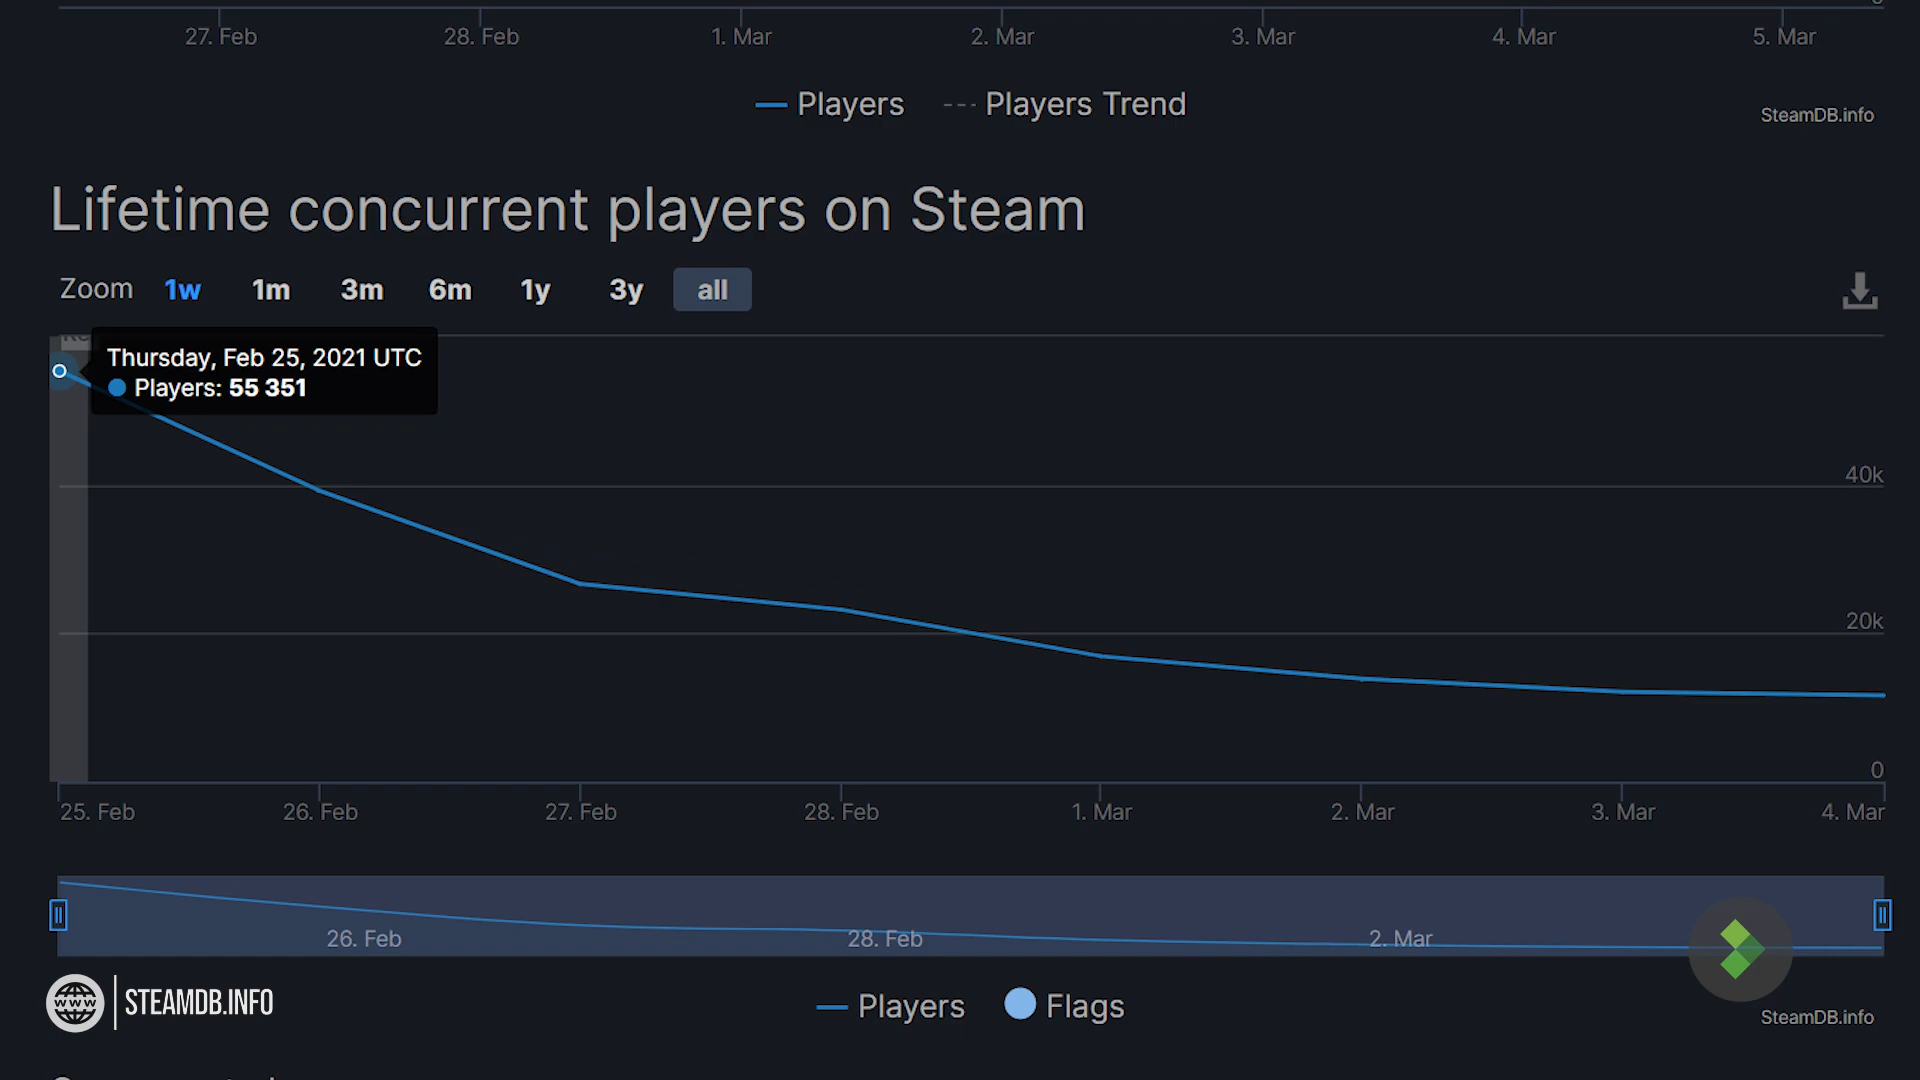 27. Feb 28. Feb 1. Mar 2. Mar 3. Mar 4. Mar 5. Mar
Players Players Trend
SteamDB.info
Lifetime concurrent players on Steam
Zoom 1w 1m 3m 6m 1y 3y all
Thursday, Feb 25, 2021 UTC
Players: 55 351
40k
20k
0
25. Feb 26. Feb 27. Feb 28. Feb 1. Mar 2. Mar 3. Mar 4. Mar
26. Feb 28. Feb 2. Mar
www STEAMDB.INFO
Players Flags
SteamDB.info